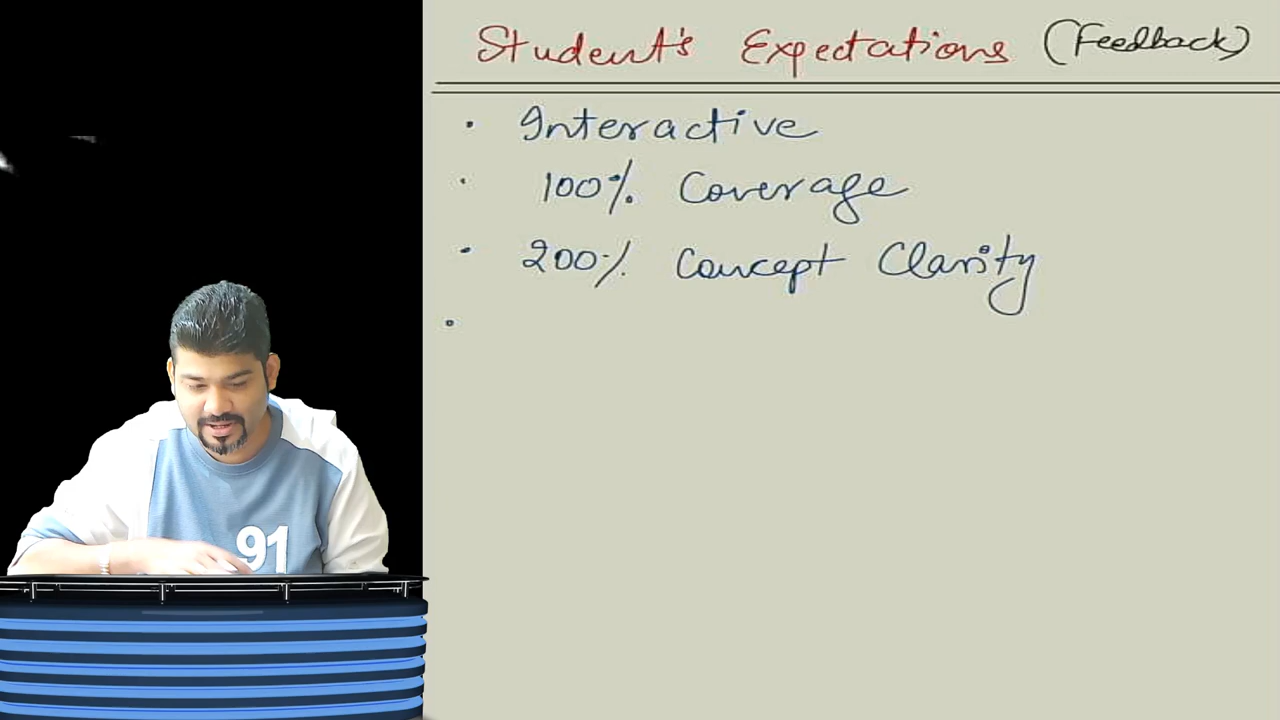 Student's Expectations (Feedback)
• Interactive
• 100% Coverage
• 200% Concept Clarity
•
91